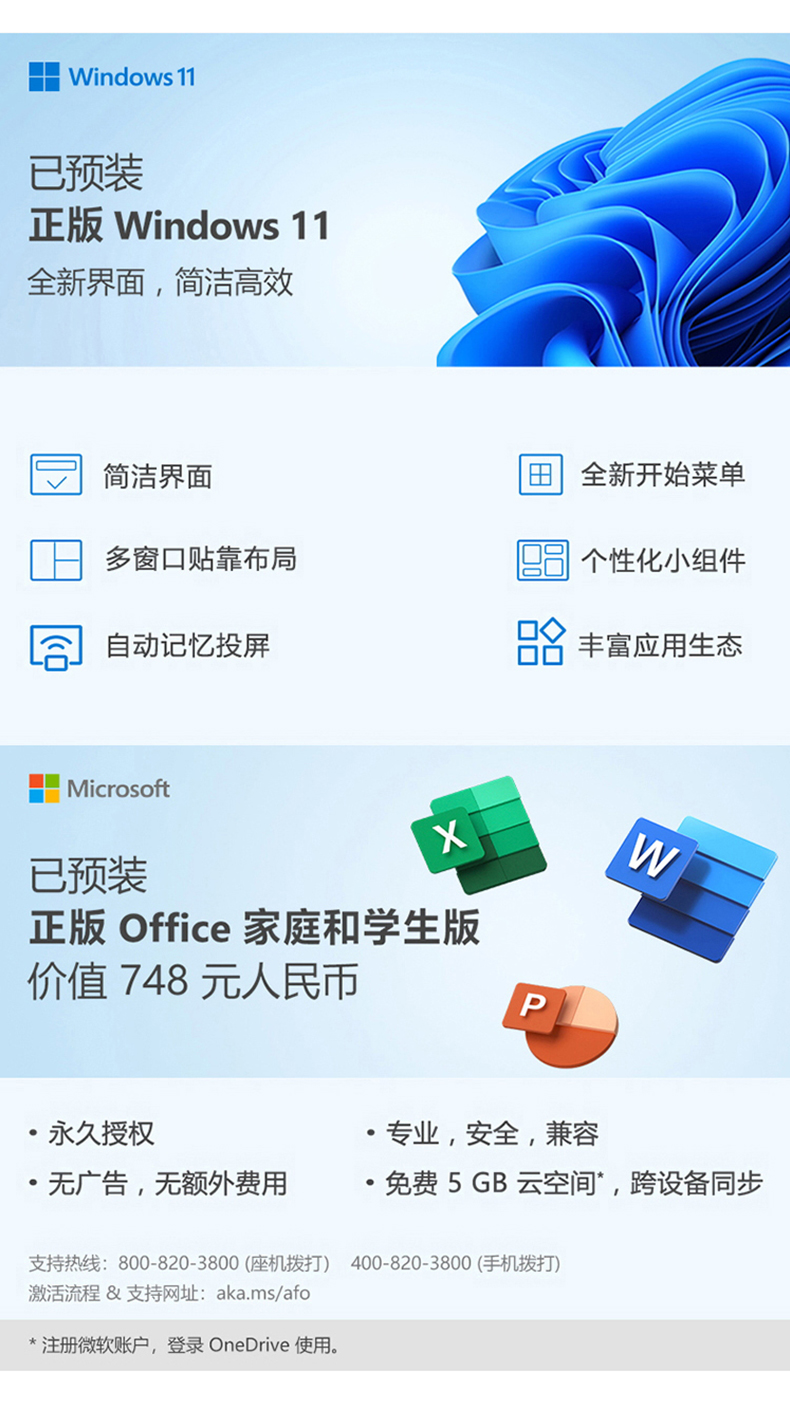 Windows 11
已预装
正版 Windows 11
全新界面，简洁高效
简洁界面
全新开始菜单
多窗口贴靠布局
个性化小组件
自动记忆投屏
丰富应用生态
Microsoft
X
W
已预装
正版 Office 家庭和学生版
价值 748 元人民币
P
• 永久授权
• 专业，安全，兼容
• 无广告，无额外费用
• 免费 5 GB 云空间*，跨设备同步
支持热线：800-820-3800 (座机拨打) 400-820-3800 (手机拨打)
激活流程 & 支持网址：aka.ms/afo
* 注册微软账户，登录 OneDrive 使用。